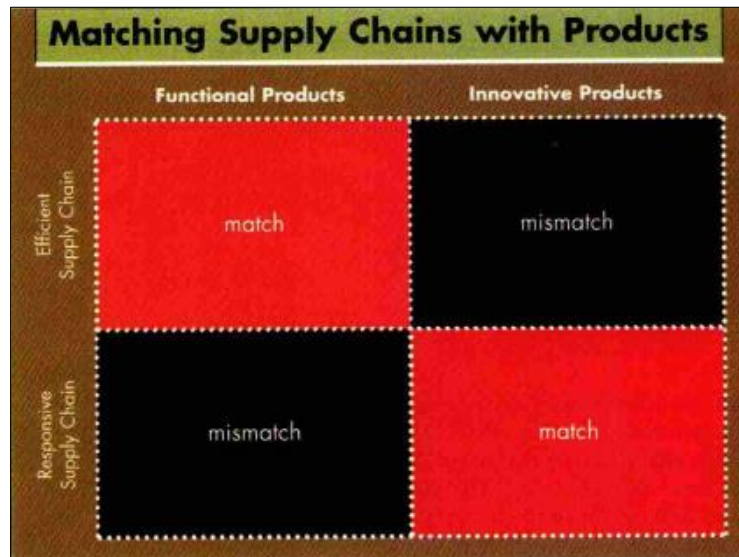 Matching Supply Chains with Products
Functional Products
Innovative Products
Efficient
Supply Chain
match
mismatch
Responsive
Supply Chain
mismatch
match